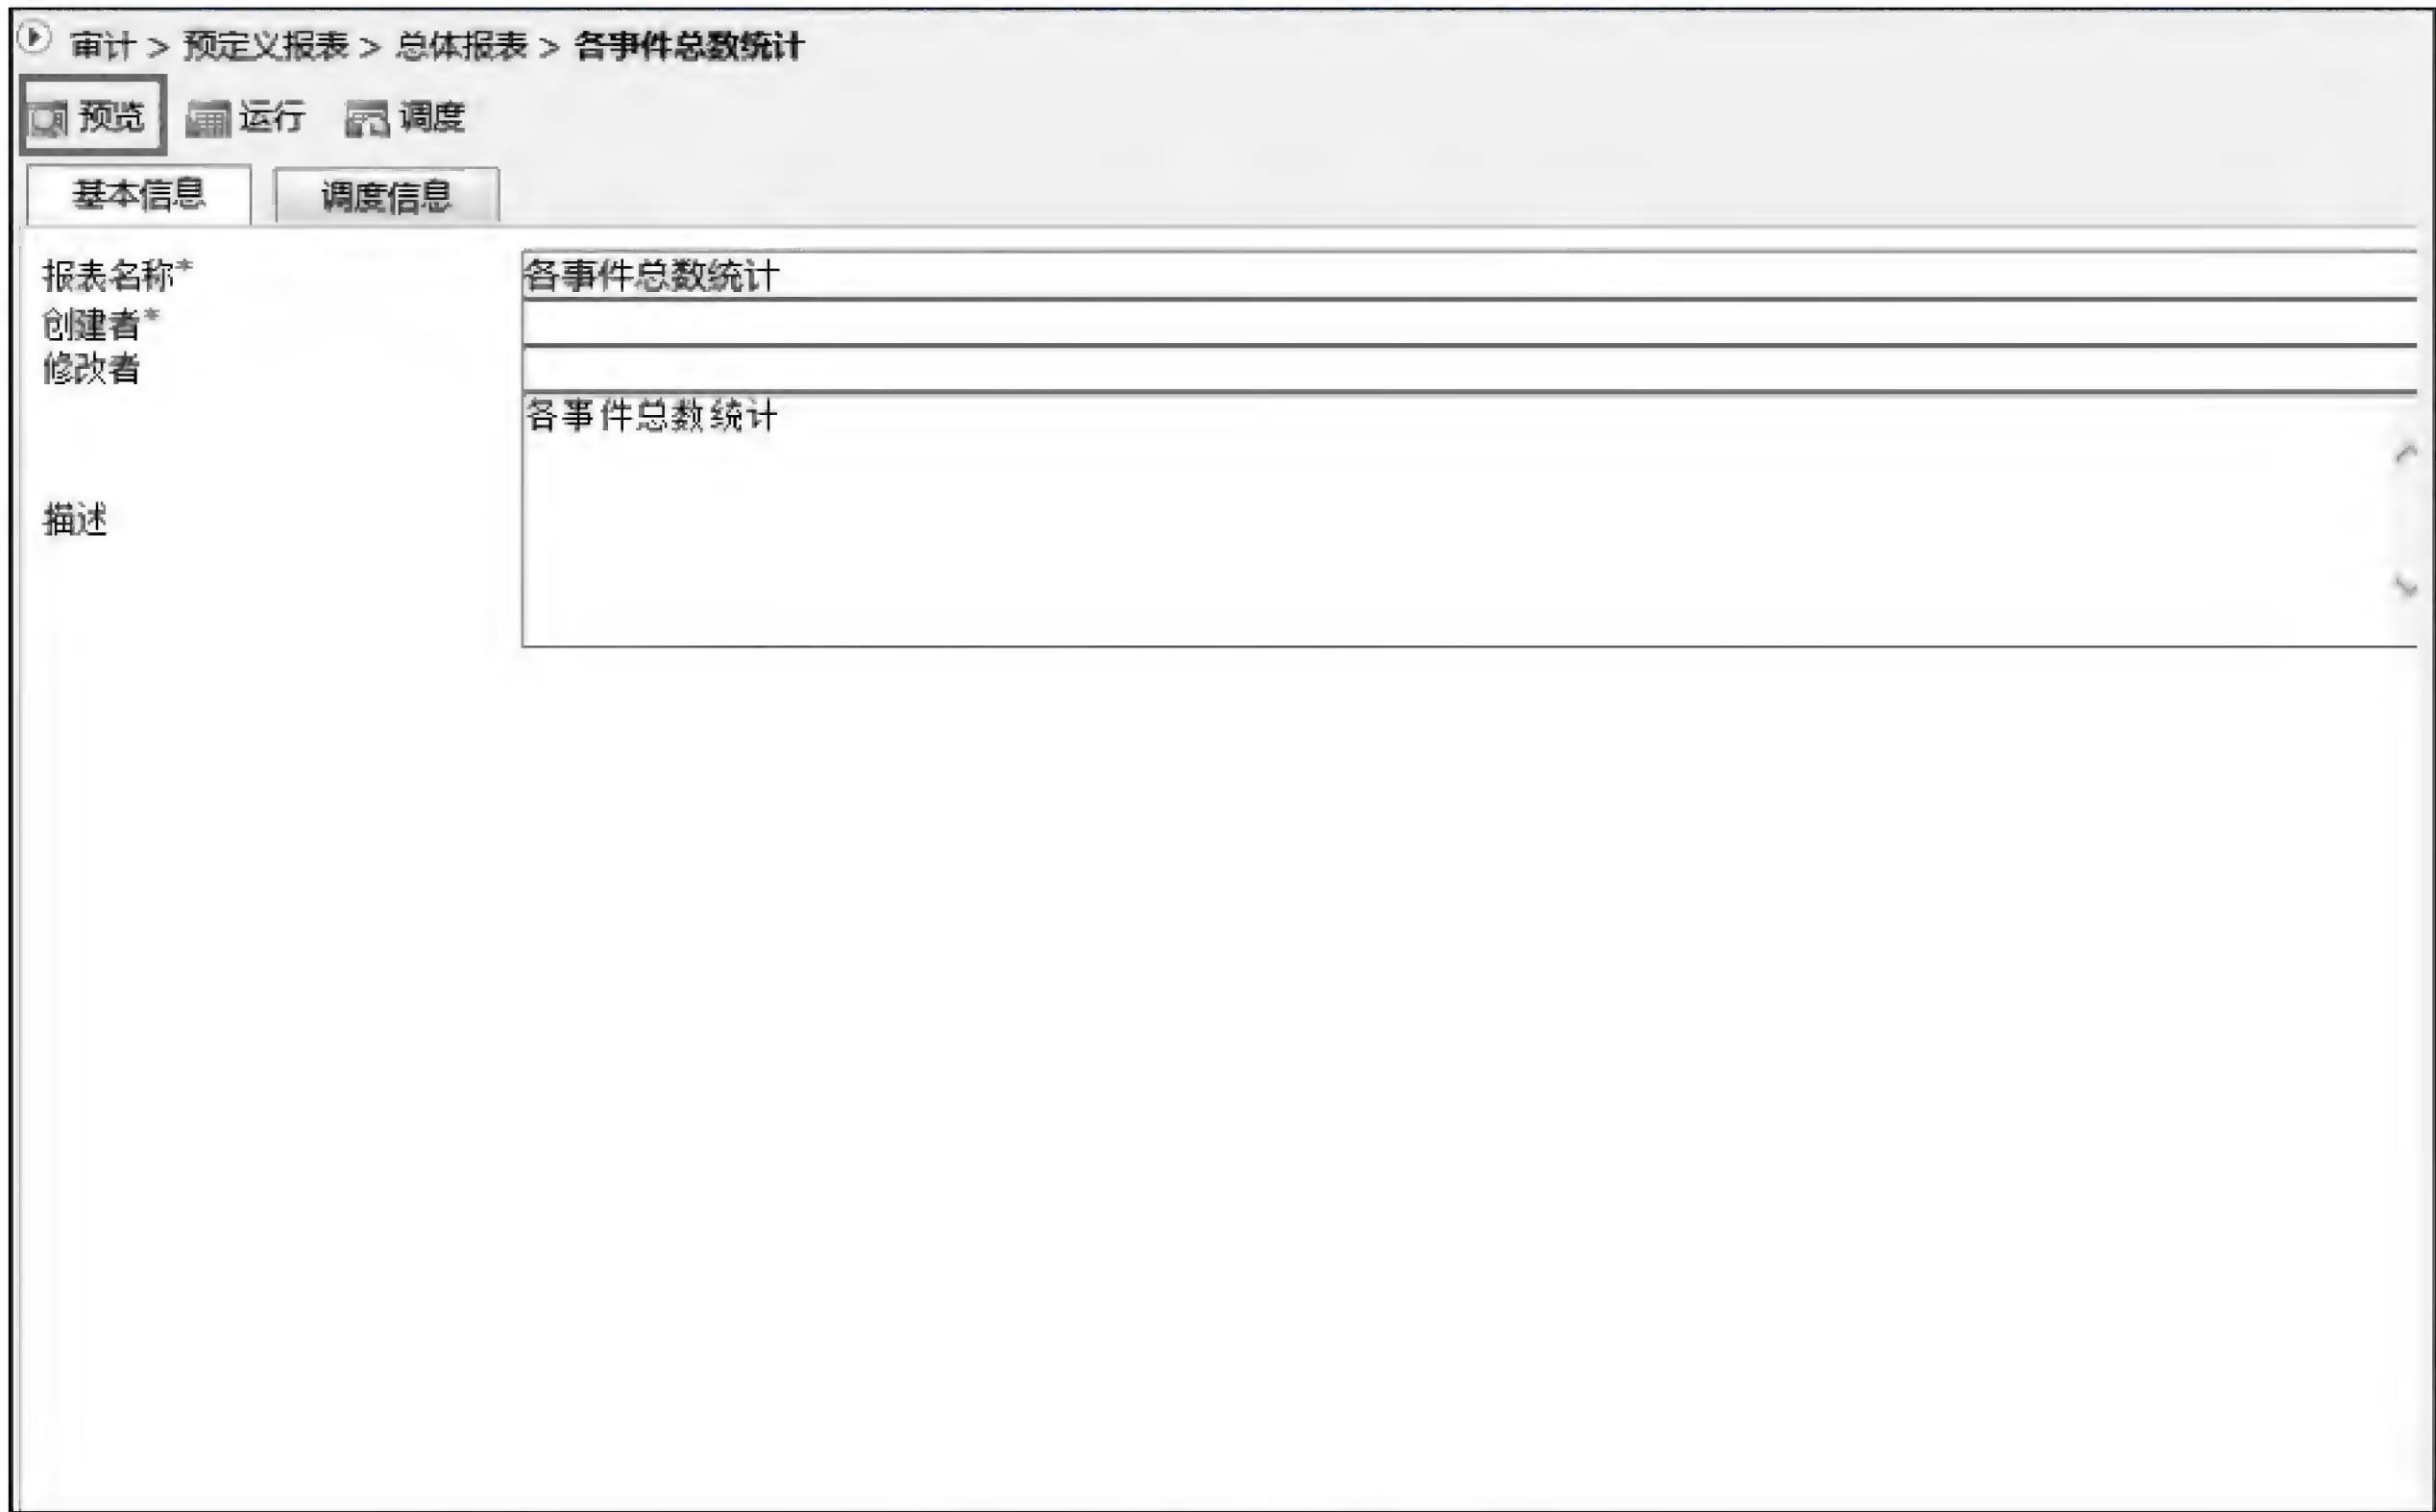 审计 > 预定义报表 > 总体报表 > 各事件总数统计
预览 运行 调度
基本信息 调度信息
报表名称* 各事件总数统计
创建者*
修改者
各事件总数统计
描述